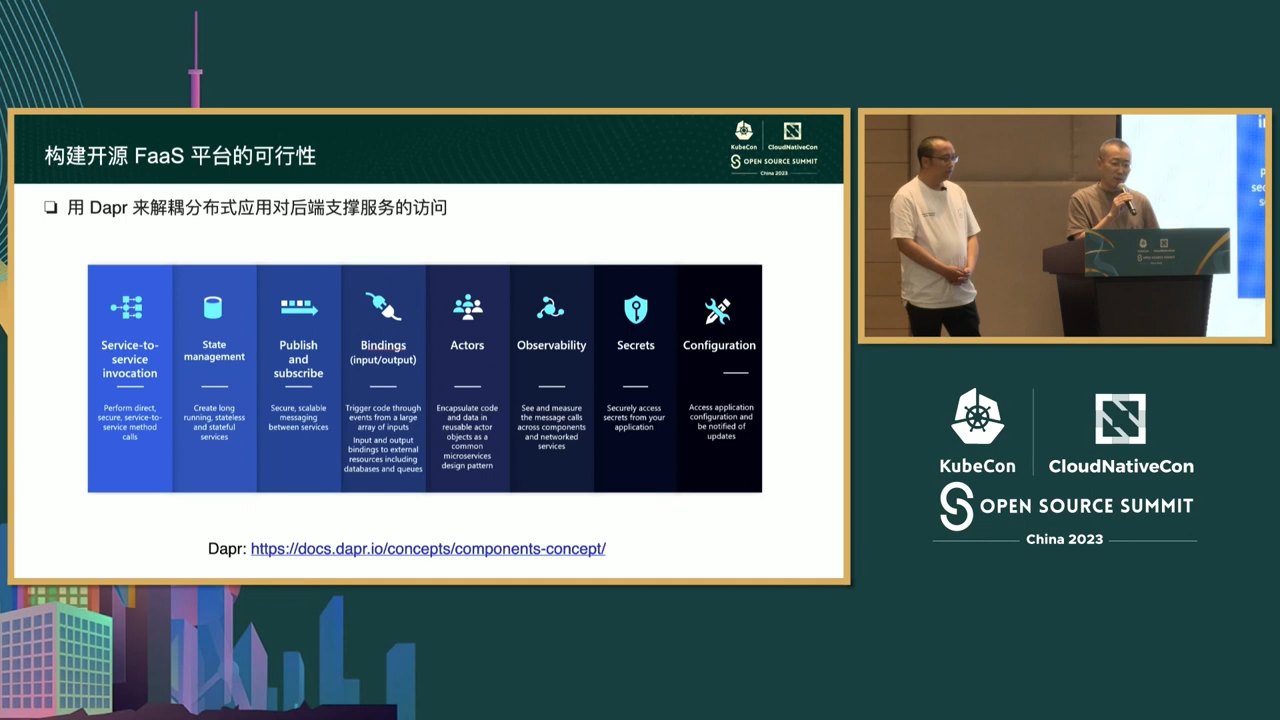 构建开源 FaaS 平台的可行性
KubeCon
CloudNativeCon
OPEN SOURCE SUMMIT
China 2023
用 Dapr 来解耦分布式应用对后端支撑服务的访问
Service-to-
service
invocation
Perform direct,
secure, service-to-
service method
calls
State
management
Create long
running, stateless
and stateful
services
Publish
and
subscribe
Secure, scalable
messaging
between services
Bindings
(input/output)
Trigger code through
events from a large
array of inputs
Input and output
bindings to external
resources including
databases and queues
Actors
Encapsulate code
and data in
reusable actor
objects as a
common
microservices
design pattern
Observability
See and measure
the message calls
across components
and networked
services
Secrets
Securely access
secrets from your
application
Configuration
Access application
configuration and
be notified of
updates
Dapr: https://docs.dapr.io/concepts/components-concept/
KubeCon
CloudNativeCon
OPEN SOURCE SUMMIT
China 2023